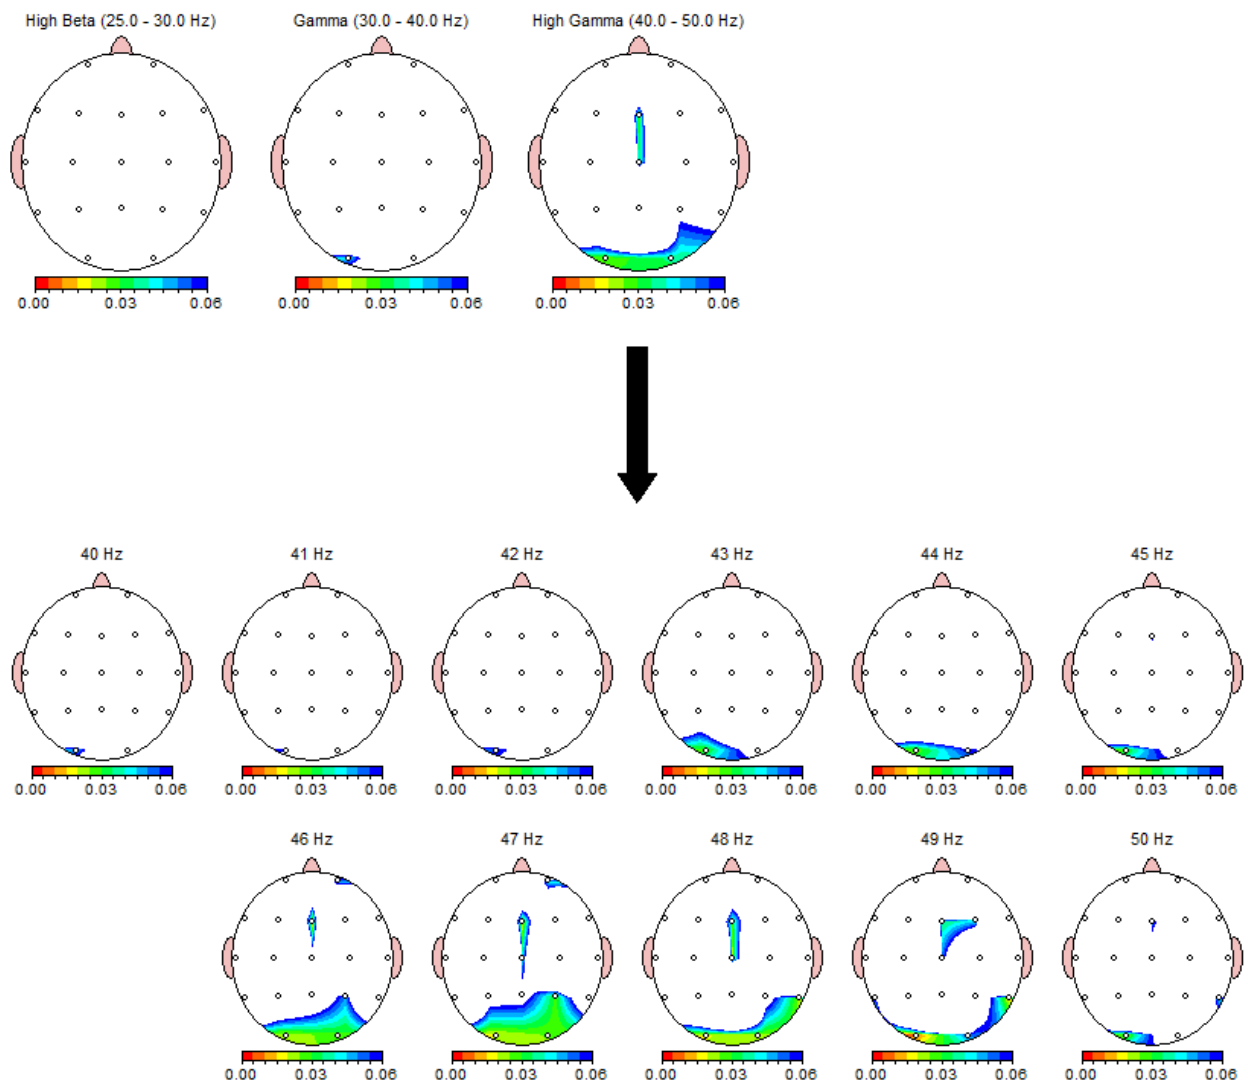 High Beta (25.0 - 30.0 Hz) Gamma (30.0 - 40.0 Hz) High Gamma (40.0 - 50.0 Hz)
0.00 0.03 0.06 0.00 0.03 0.06 0.00 0.03 0.06
40 Hz 41 Hz 42 Hz 43 Hz 44 Hz 45 Hz
0.00 0.03 0.06 0.00 0.03 0.06 0.00 0.03 0.06 0.00 0.03 0.06 0.00 0.03 0.06 0.00 0.03 0.06
46 Hz 47 Hz 48 Hz 49 Hz 50 Hz
0.00 0.03 0.06 0.00 0.03 0.06 0.00 0.03 0.06 0.00 0.03 0.06 0.00 0.03 0.06